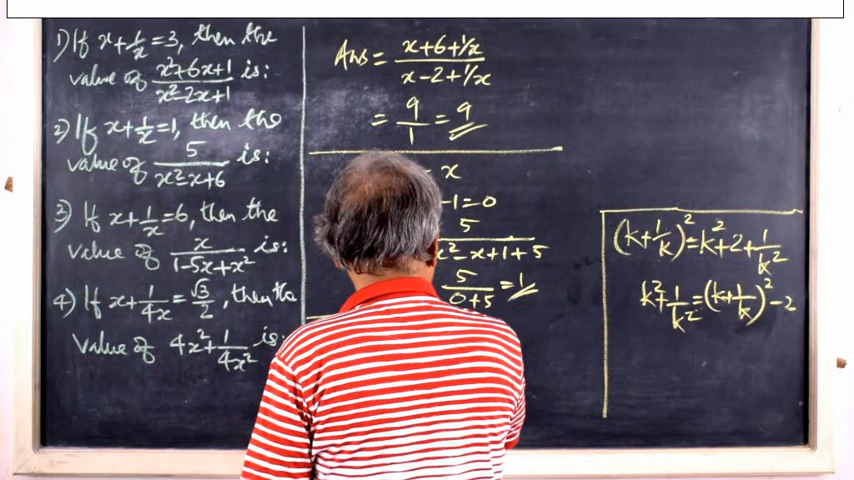 1) If x+1/x=3, then the
value of (x²+6x+1)/(x²-2x+1) is:
2) If x+1/x=1, then the
value of 5/(x²-x+6) is:
3) If x+1/x=6, then the
value of x/(1-5x+x²) is:
4) If x+1/4x=√3/2, then the
value of 4x²+1/4x² is:
Ans = (x+6+1/x)/(x-2+1/x)
= 9/1 = 9
- x
-1=0
5/(x²-x+1+5)
5/(0+5) = 1
(k+1/k)²=k²+2+1/k²
k²+1/k²=(k+1/k)²-2